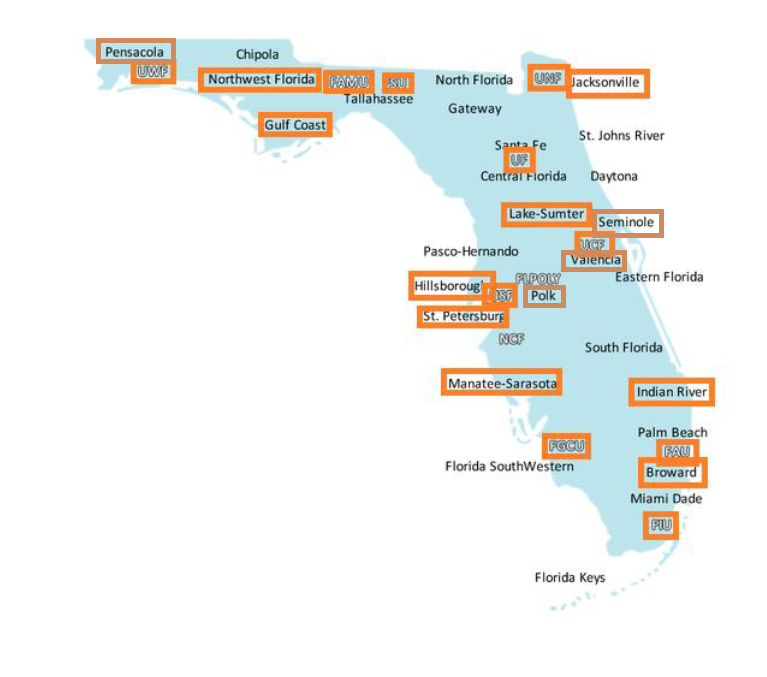 Pensacola
Chipola
UWF
Northwest Florida
FAMU
FSU
North Florida
UNF
Jacksonville
Tallahassee
Gateway
Gulf Coast
St. Johns River
Santa Fe
UF
Central Florida
Daytona
Lake-Sumter
Seminole
UCF
Pasco-Hernando
Valencia
Eastern Florida
FLPOLY
Hillsborough
USF
Polk
St. Petersburg
NCF
South Florida
Manatee-Sarasota
Indian River
Palm Beach
FGCU
FAU
Florida SouthWestern
Broward
Miami Dade
FIU
Florida Keys